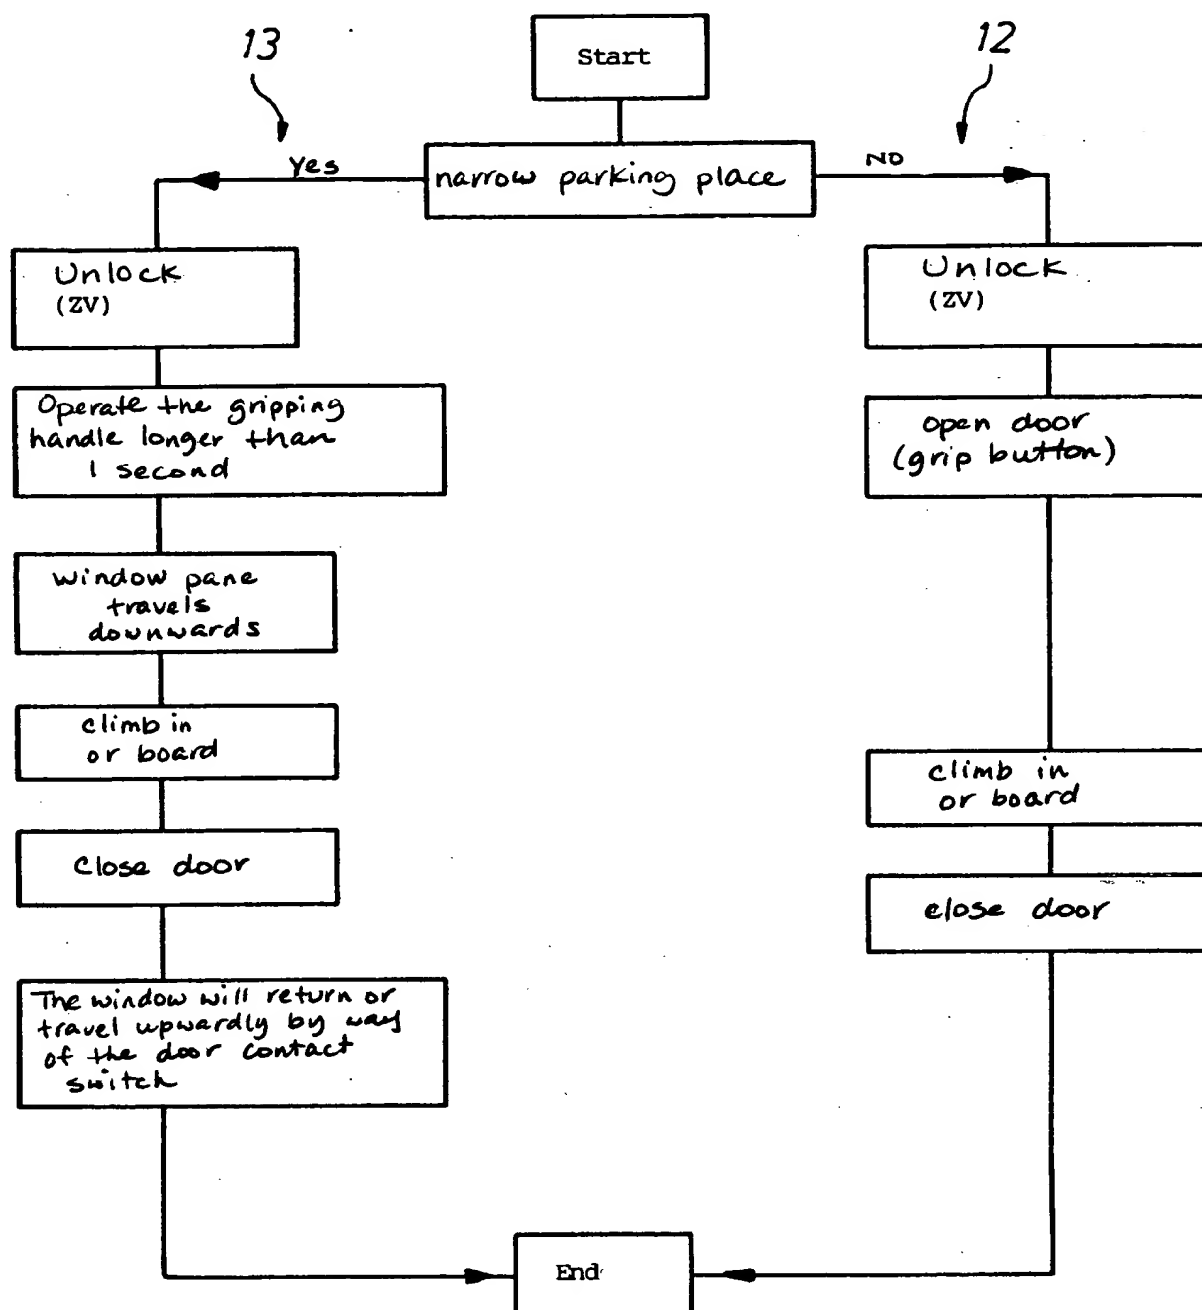 13
12
Start
Yes
narrow parking place
NO
Unlock
(ZV)
Operate the gripping
handle longer than
1 second
window pane
travels
downwards
climb in
or board
Close door
The window will return or
travel upwardly by way
of the door contact
switch
Unlock
(ZV)
open door
(grip button)
climb in
or board
close door
End